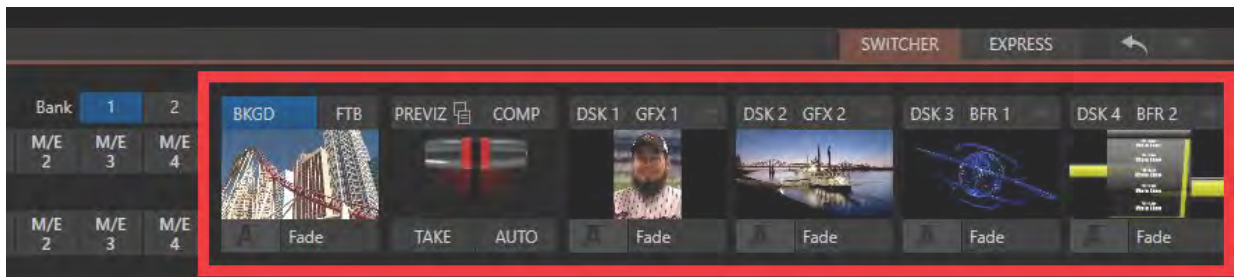 SWITCHER EXPRESS
Bank 1 2
BKGD FTB PREVIZ COMP DSK 1 GFX 1 DSK 2 GFX 2 DSK 3 BFR 1 DSK 4 BFR 2
M/E M/E M/E
2 3 4
M/E M/E M/E
2 3 4
Fade TAKE AUTO Fade Fade Fade Fade